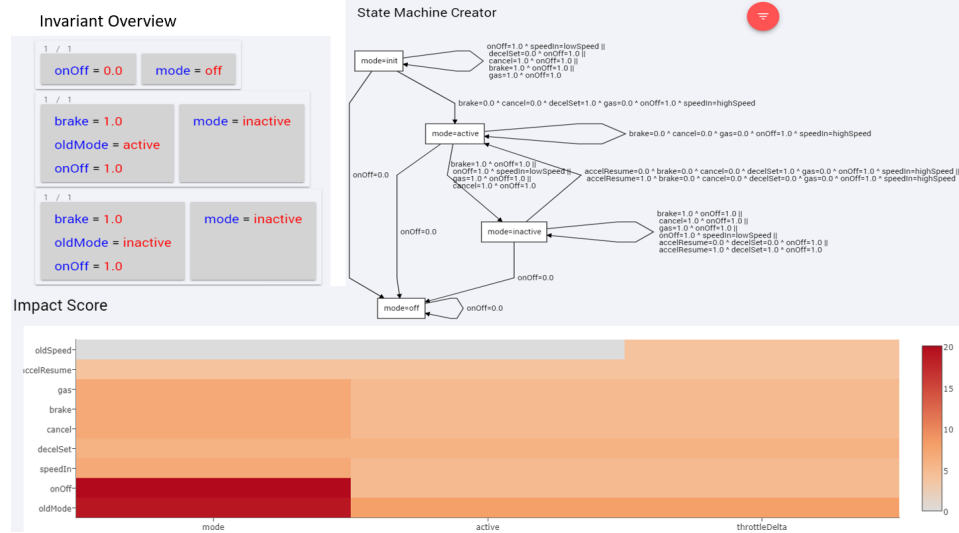 Invariant Overview
1 / 1
onOff = 0.0
mode = off
1 / 1
brake = 1.0
oldMode = active
onOff = 1.0
mode = inactive
1 / 1
brake = 1.0
oldMode = inactive
onOff = 1.0
mode = inactive
State Machine Creator
mode=init
onOff=1.0 ^ speedIn=lowSpeed ||
decelSet=0.0 ^ onOff=1.0 ||
cancel=1.0 ^ onOff=1.0 ||
brake=1.0 ^ onOff=1.0 ||
gas=1.0 ^ onOff=1.0
brake=0.0 ^ cancel=0.0 ^ decelSet=1.0 ^ gas=0.0 ^ onOff=1.0 ^ speedIn=highSpeed
mode=active
brake=0.0 ^ cancel=0.0 ^ gas=0.0 ^ onOff=1.0 ^ speedIn=highSpeed
onOff=0.0
brake=1.0 ^ onOff=1.0 ||
onOff=1.0 ^ speedIn=lowSpeed ||
gas=1.0 ^ onOff=1.0 ||
cancel=1.0 ^ onOff=1.0
accelResume=0.0 ^ brake=0.0 ^ cancel=0.0 ^ decelSet=1.0 ^ gas=0.0 ^ onOff=1.0 ^ speedIn=highSpeed ||
accelResume=1.0 ^ brake=0.0 ^ cancel=0.0 ^ decelSet=0.0 ^ gas=0.0 ^ onOff=1.0 ^ speedIn=highSpeed
onOff=0.0
mode=inactive
brake=1.0 ^ onOff=1.0 ||
cancel=1.0 ^ onOff=1.0 ||
gas=1.0 ^ onOff=1.0 ||
onOff=1.0 ^ speedIn=lowSpeed ||
accelResume=0.0 ^ decelSet=0.0 ^ onOff=1.0 ||
accelResume=1.0 ^ decelSet=1.0 ^ onOff=1.0
onOff=0.0
mode=off
onOff=0.0
Impact Score
oldSpeed
ccelResume
gas
brake
cancel
decelSet
speedIn
onOff
oldMode
mode
active
throttleDelta
20
15
10
5
0